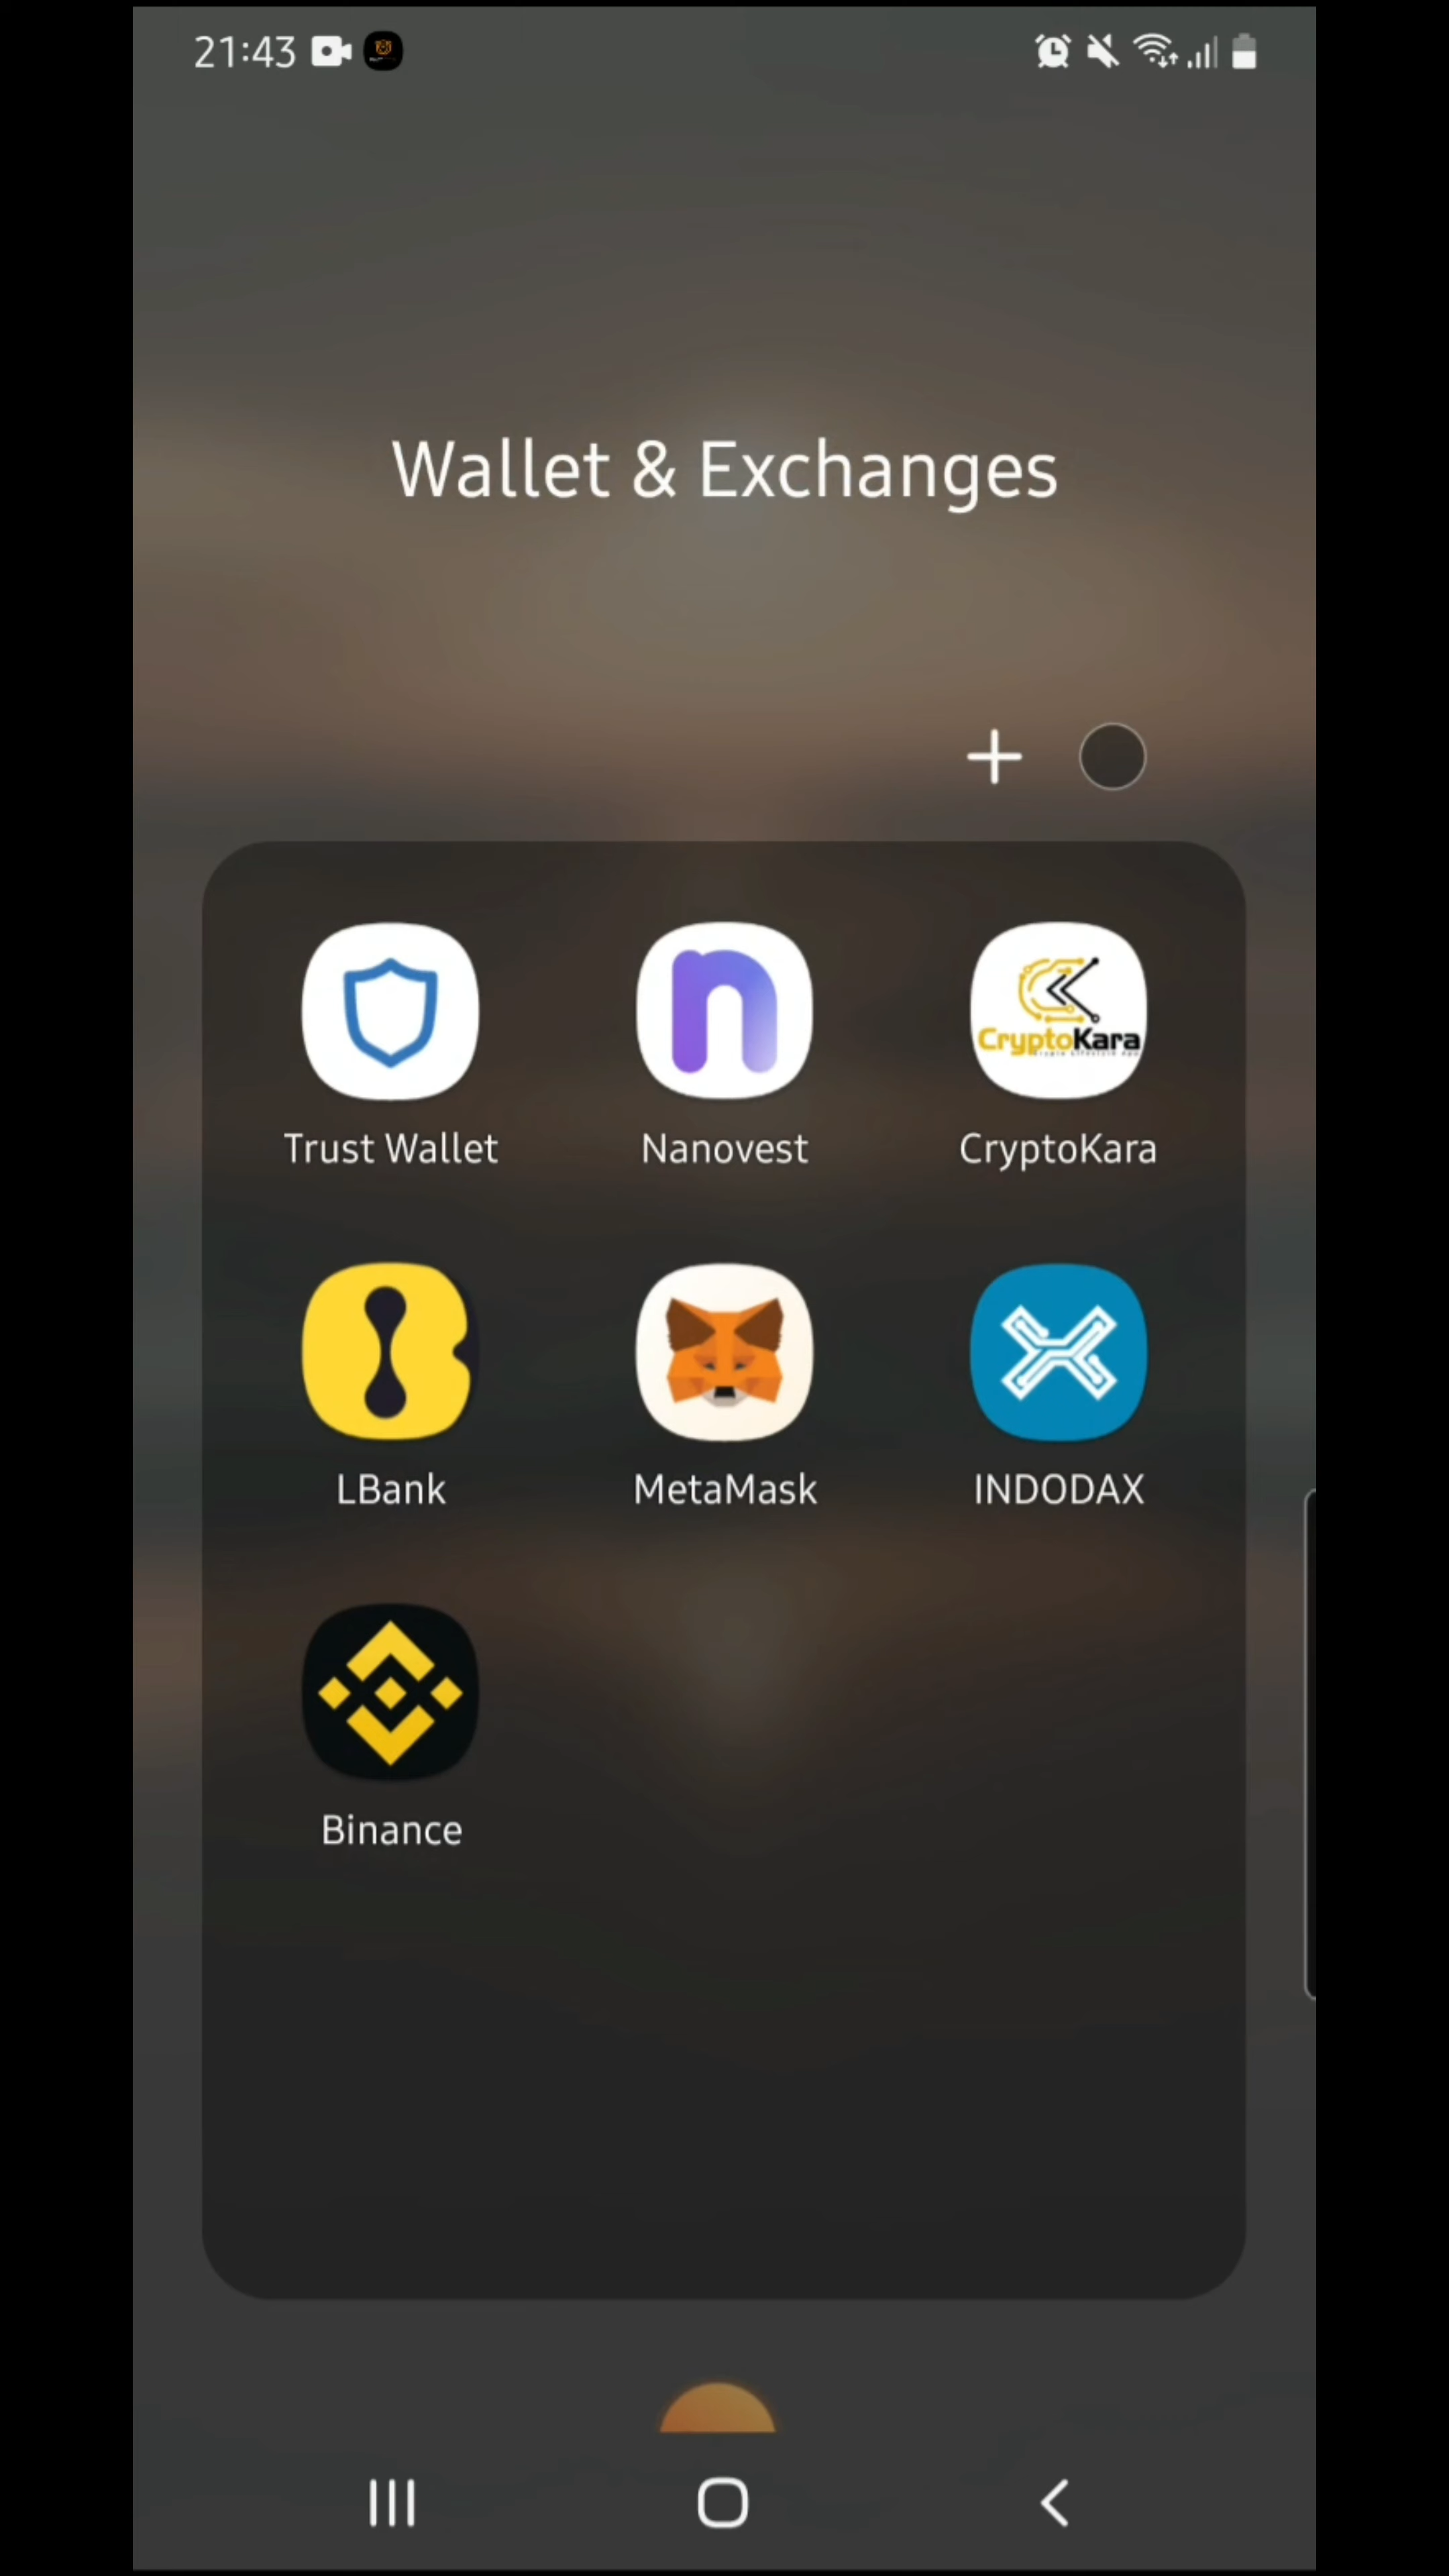 21:43
Wallet & Exchanges
CryptoKara
Trust Wallet
Nanovest
CryptoKara
LBank
MetaMask
INDODAX
Binance